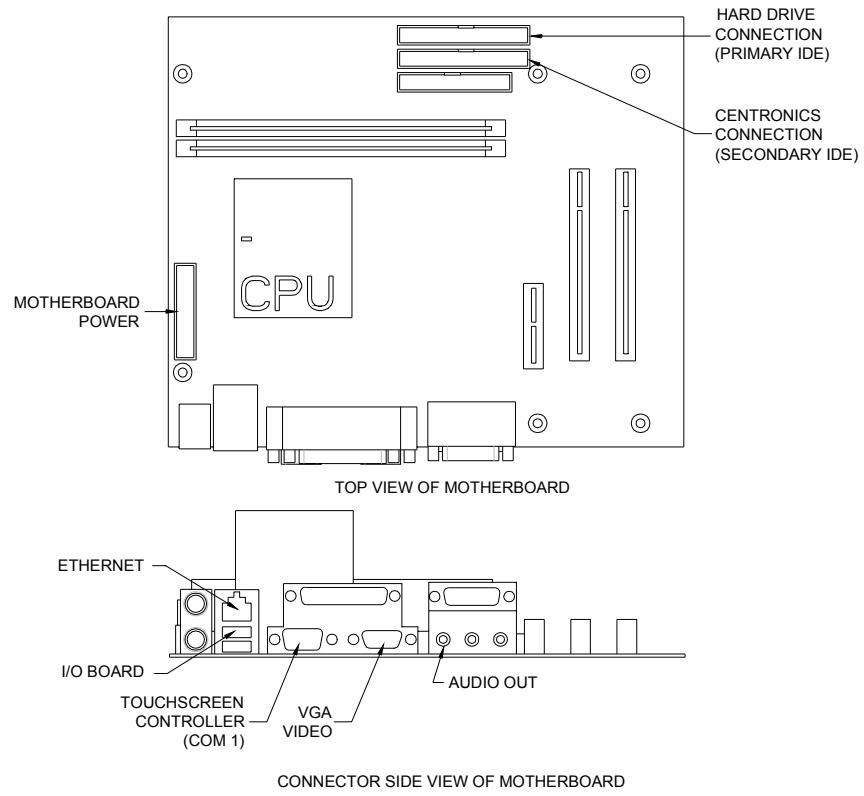 HARD DRIVE
CONNECTION
(PRIMARY IDE)
CENTRONICS
CONNECTION
(SECONDARY IDE)
CPU
MOTHERBOARD
POWER
TOP VIEW OF MOTHERBOARD
ETHERNET
I/O BOARD
TOUCHSCREEN
CONTROLLER
(COM 1)
VGA
VIDEO
AUDIO OUT
CONNECTOR SIDE VIEW OF MOTHERBOARD